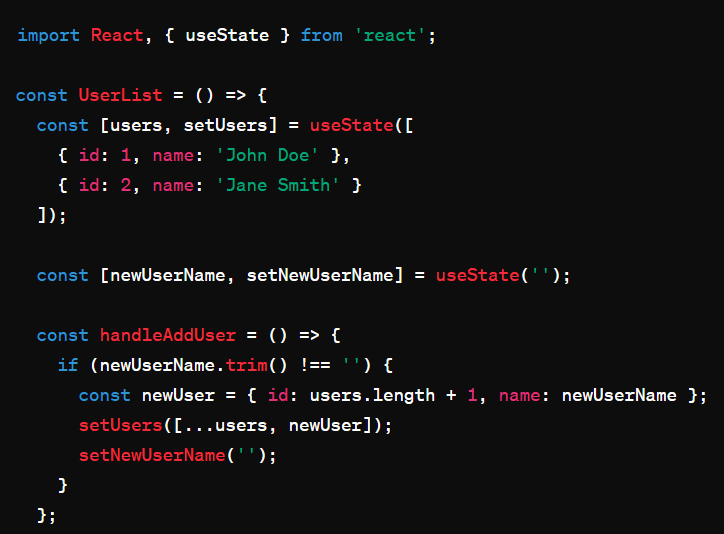 import React, { useState } from 'react';
const UserList = () => {
const [users, setUsers] = useState([
{ id: 1, name: 'John Doe' },
{ id: 2, name: 'Jane Smith' }
]);
const [newUserName, setNewUserName] = useState('');
const handleAddUser = () => {
if (newUserName.trim() !== '') {
const newUser = { id: users.length + 1, name: newUserName };
setUsers([...users, newUser]);
setNewUserName('');
}
};